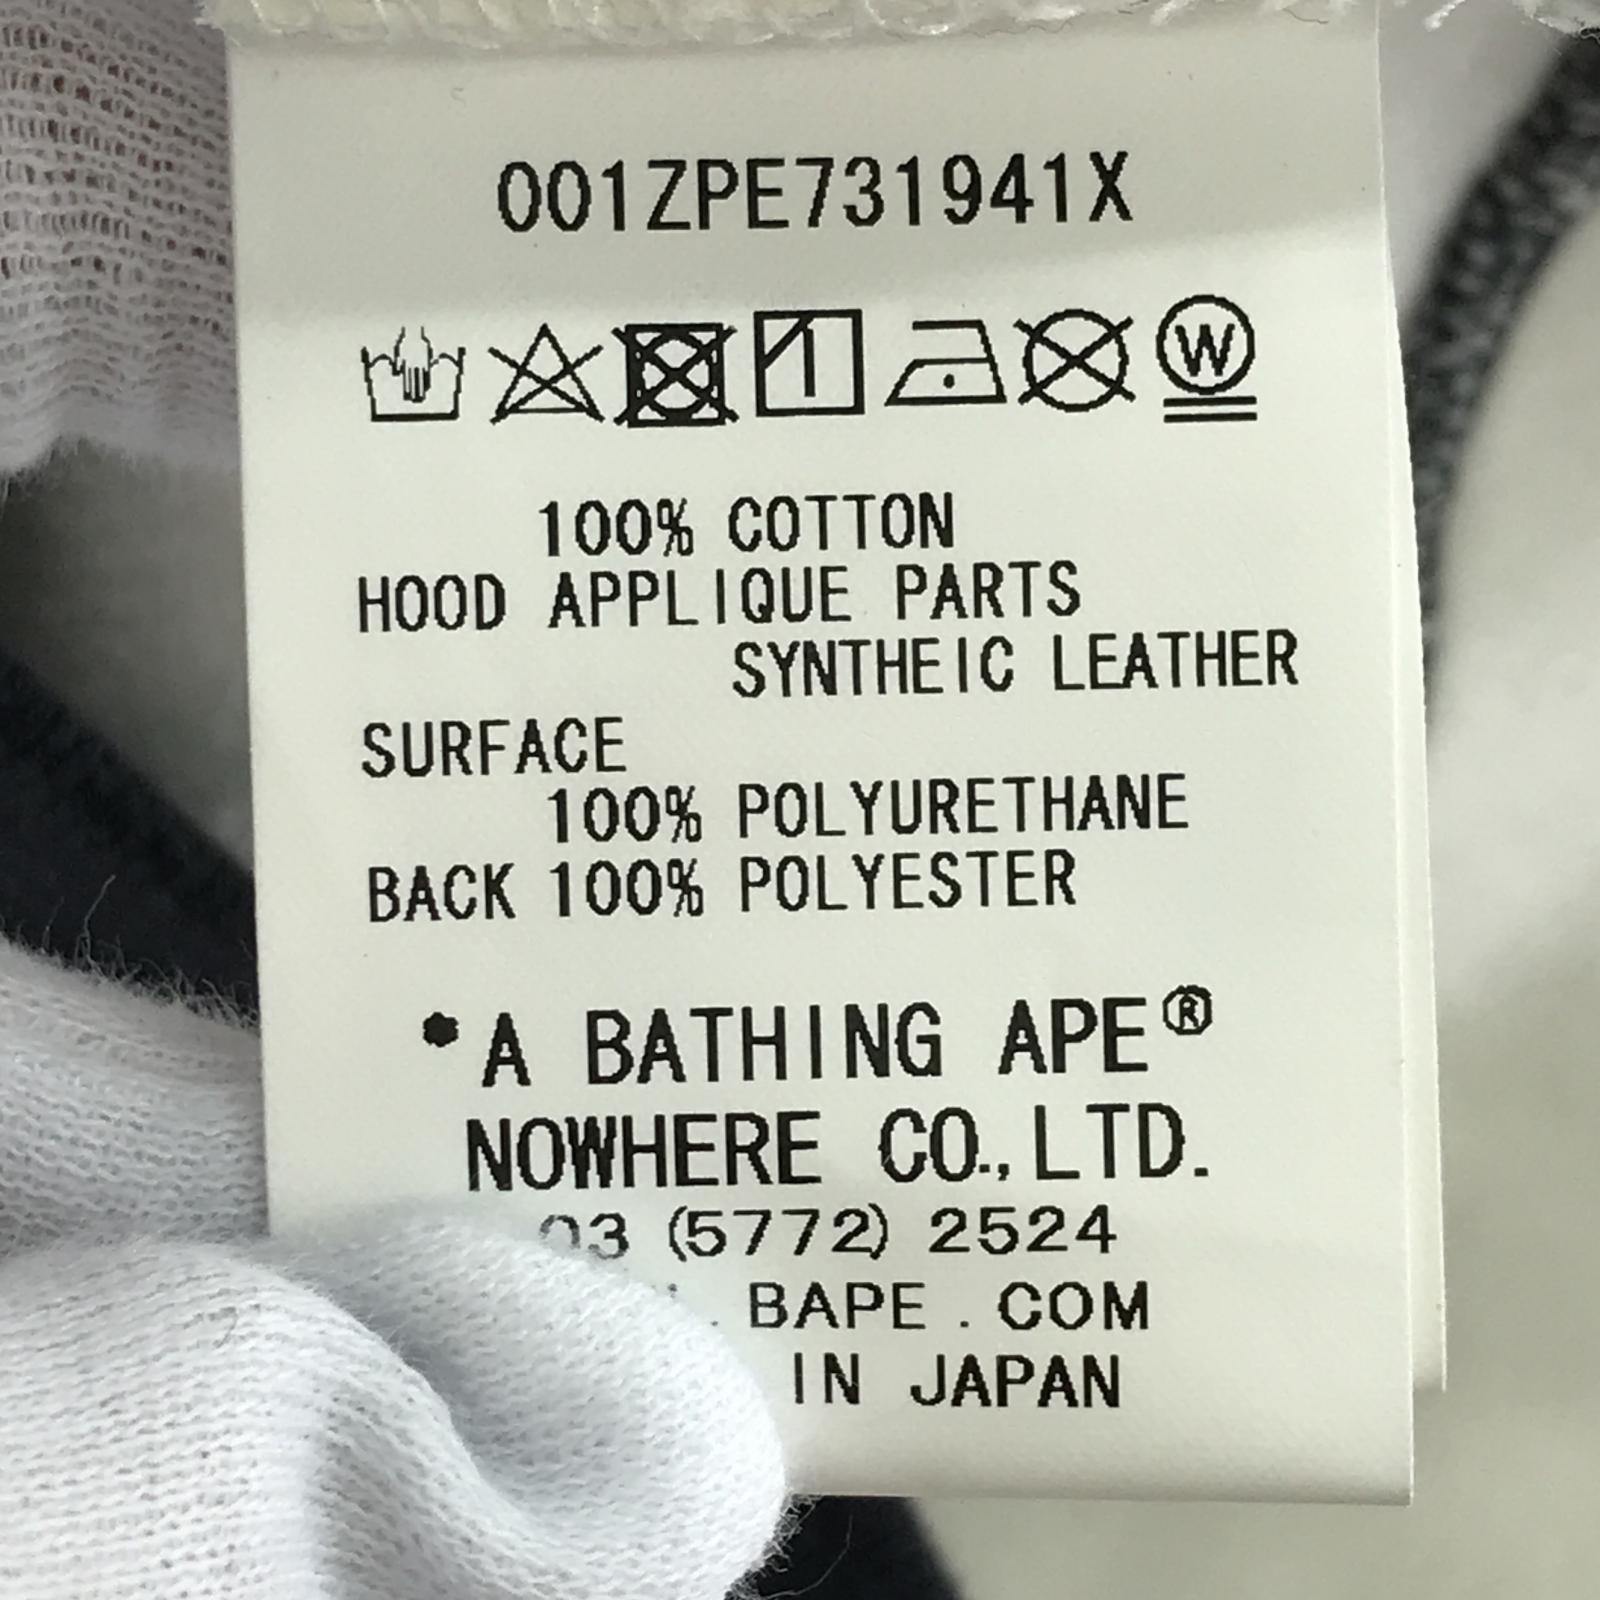 001ZPE731941X
W
100% COTTON
HOOD APPLIQUE PARTS
SYNTHEIC LEATHER
SURFACE
100% POLYURETHANE
BACK 100% POLYESTER
*A BATHING APE®
NOWHERE CO., LTD.
03 (5772) 2524
. BAPE . COM
IN JAPAN